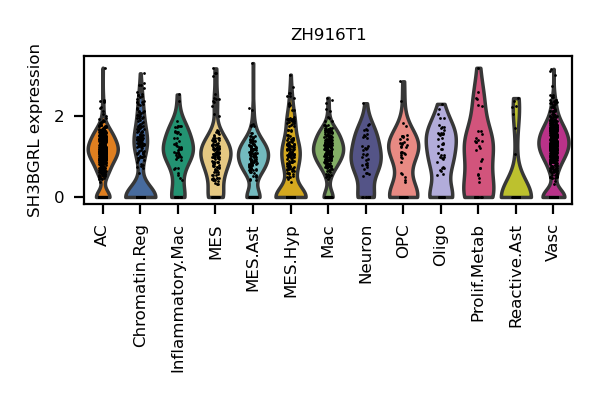 ZH916T1
SH3BGRL expression
2
0
AC
Chromatin.Reg
Inflammatory.Mac
MES
MES.Ast
MES.Hyp
Mac
Neuron
OPC
Oligo
Prolif.Metab
Reactive.Ast
Vasc